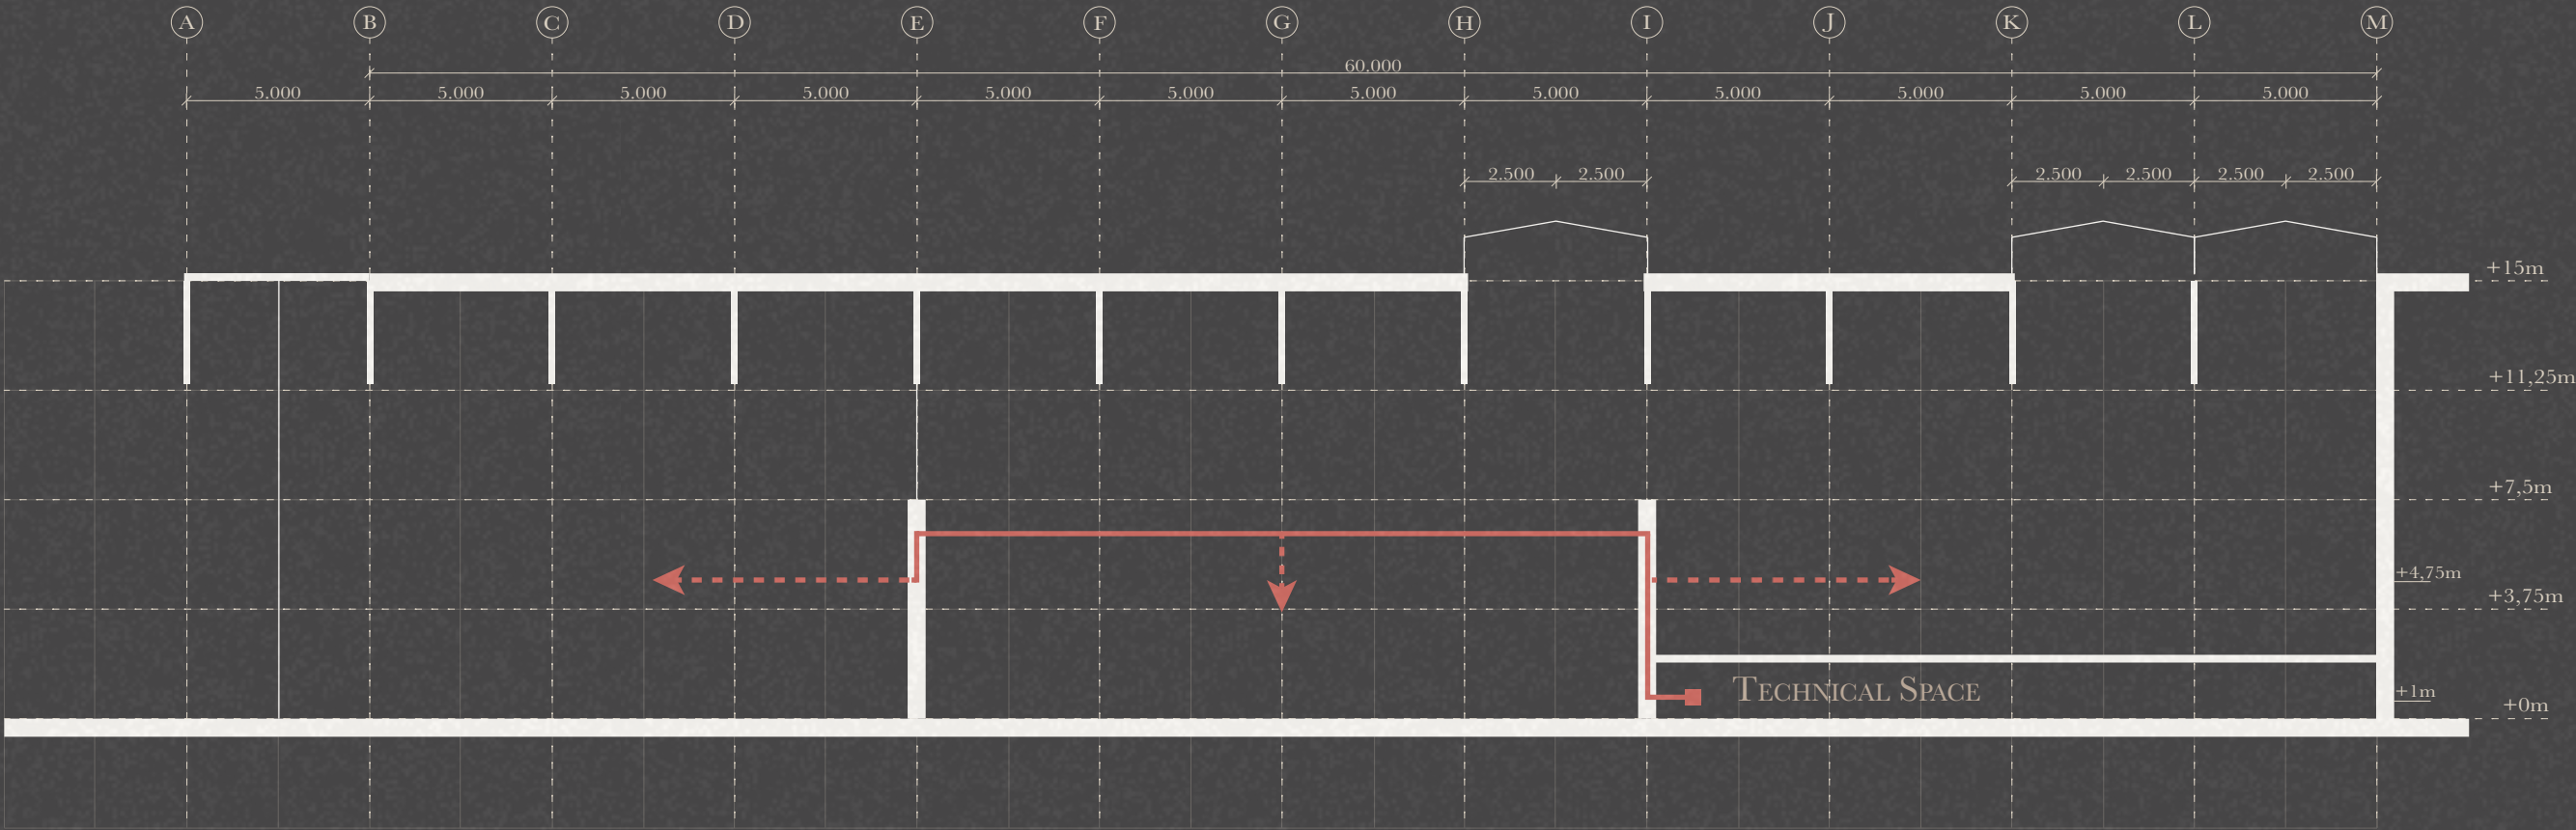 A B C D E F G H I J K L M
60.000
5.000 5.000 5.000 5.000 5.000 5.000 5.000 5.000 5.000 5.000 5.000 5.000
2.500 2.500 2.500 2.500 2.500 2.500
+15m
+11,25m
+7,5m
+4,75m
+3,75m
Technical Space
+1m
+0m